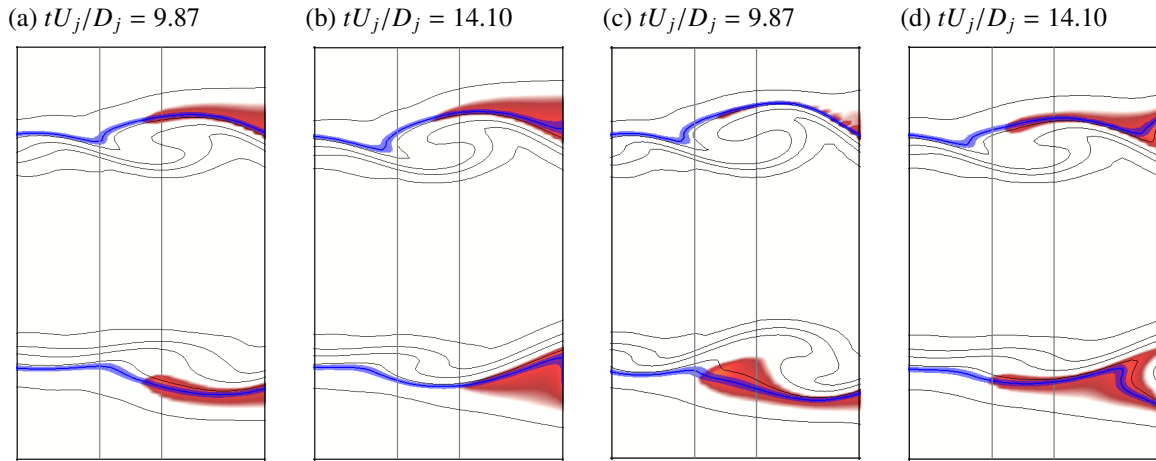 (a) tU_j/D_j = 9.87 (b) tU_j/D_j = 14.10 (c) tU_j/D_j = 9.87 (d) tU_j/D_j = 14.10